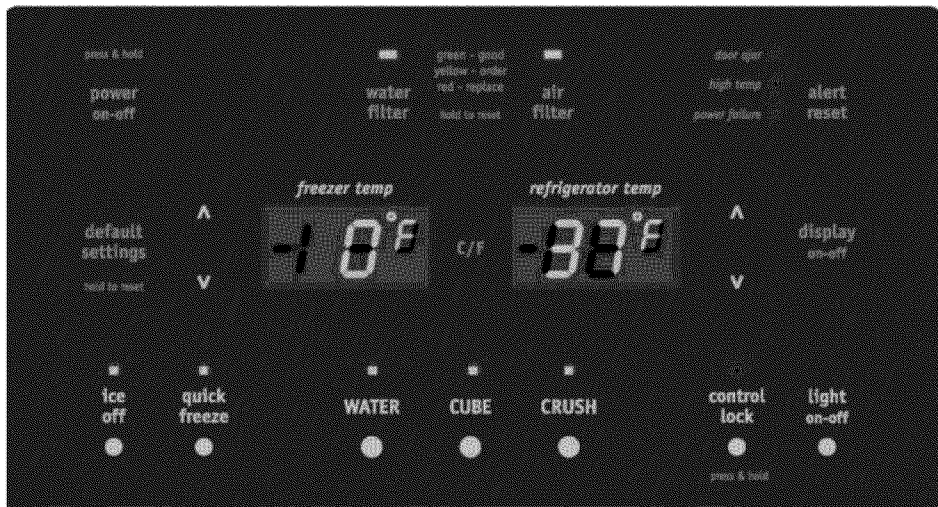 press & hold
power
on-off
water
filter
green - good
yellow - order
red - replace
hold to reset
air
filter
door ajar
high temp
power failure
alert
reset
default
settings
hold to reset
freezer temp
0°F
C/F
refrigerator temp
37°F
display
on-off
ice
off
quick
freeze
WATER
CUBE
CRUSH
control
lock
press & hold
light
on-off